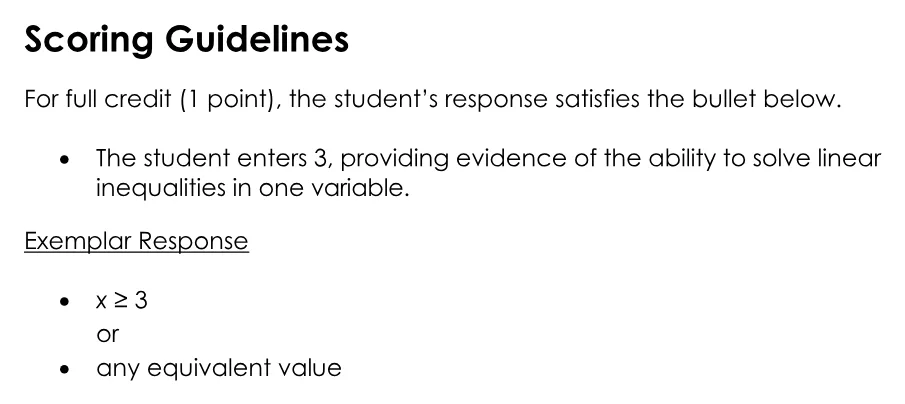 Scoring Guidelines
For full credit (1 point), the student’s response satisfies the bullet below.
• The student enters 3, providing evidence of the ability to solve linear
inequalities in one variable.
Exemplar Response
• x ≥ 3
or
• any equivalent value